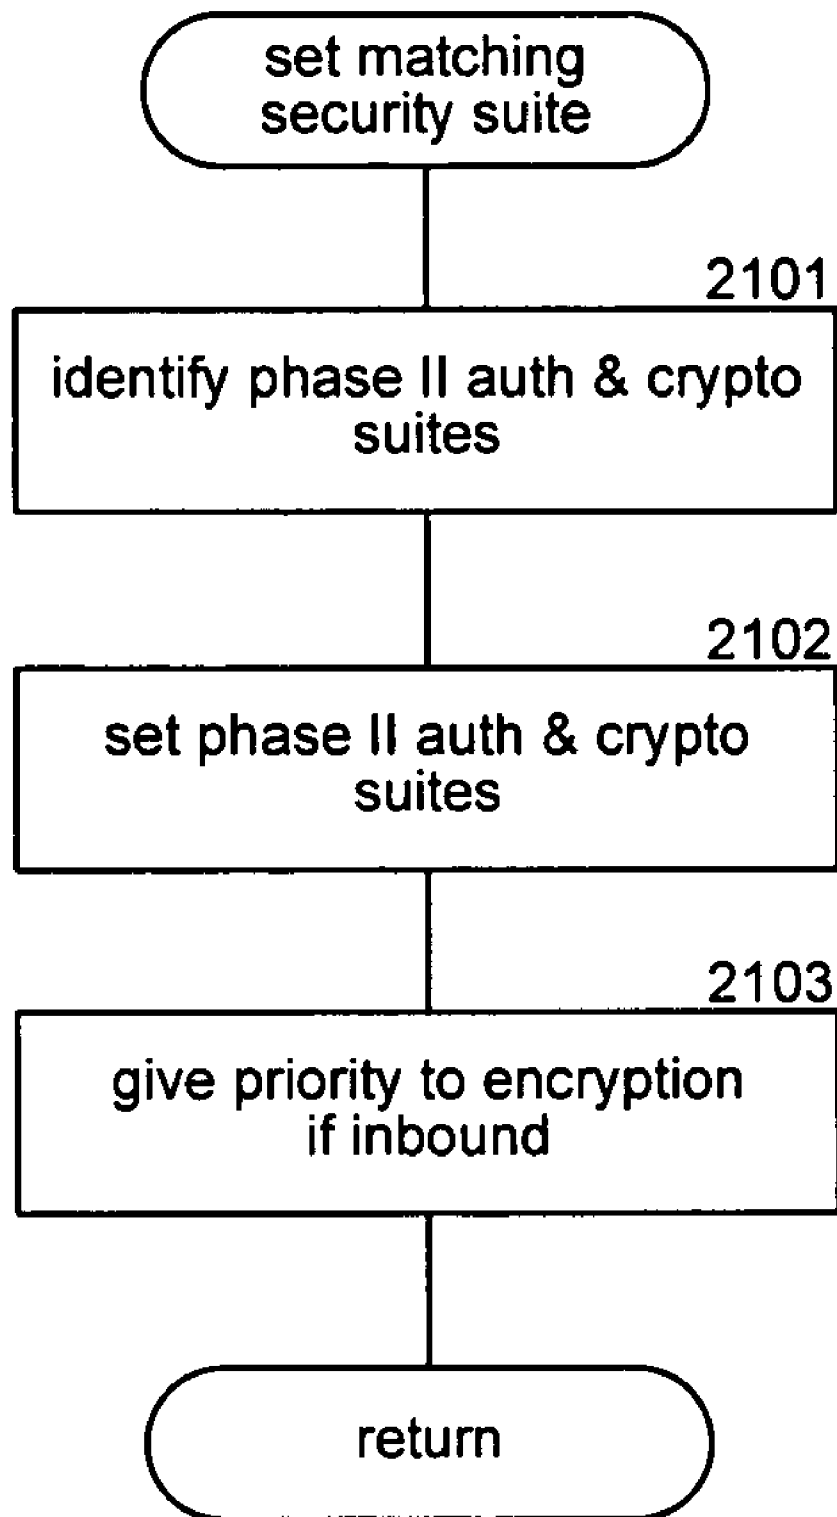 set matching
security suite
2101
identify phase II auth & crypto
suites
2102
set phase II auth & crypto
suites
2103
give priority to encryption
if inbound
return